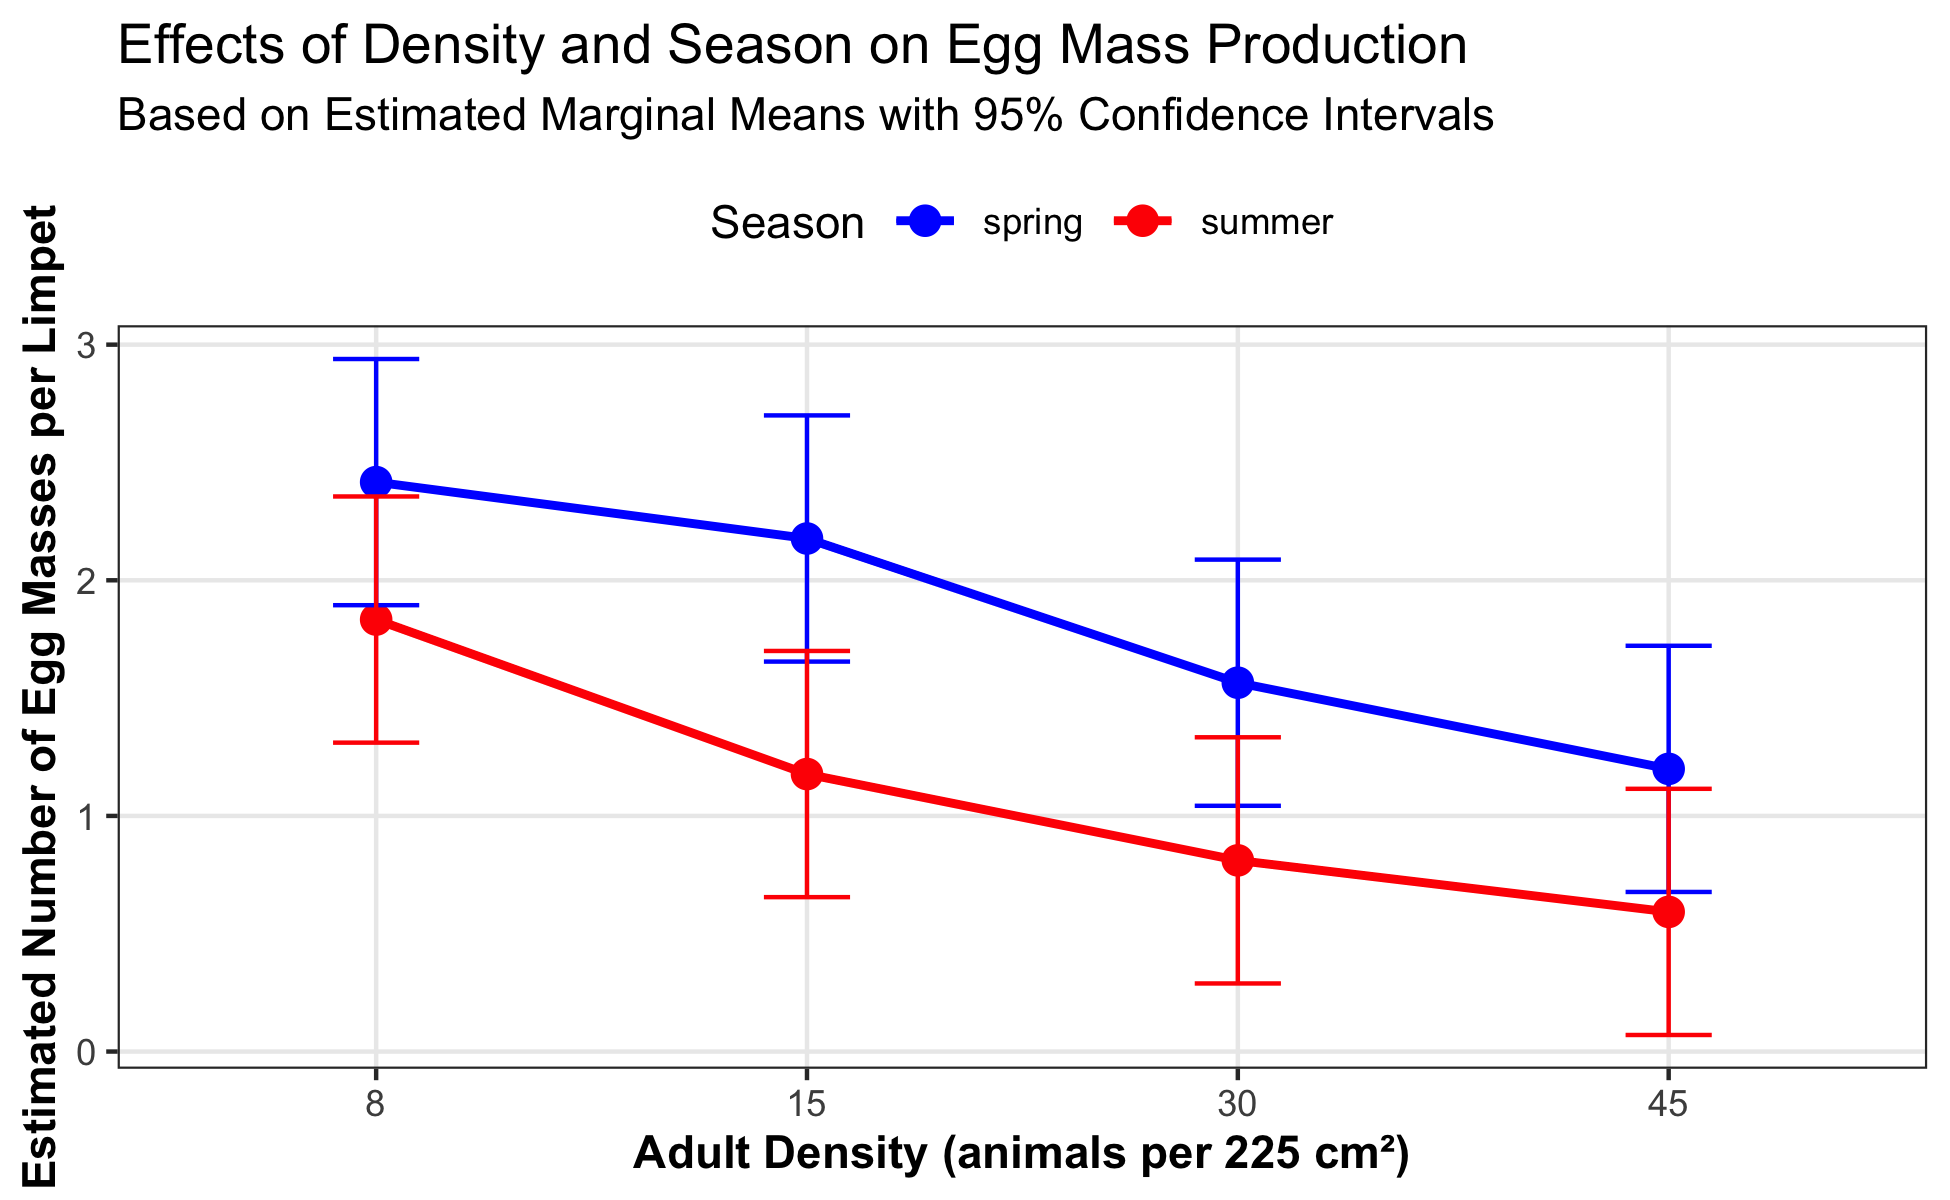 Effects of Density and Season on Egg Mass Production
Based on Estimated Marginal Means with 95% Confidence Intervals
Season spring summer
Estimated Number of Egg Masses per Limpet
3
2
1
0
8 15 30 45
Adult Density (animals per 225 cm²)